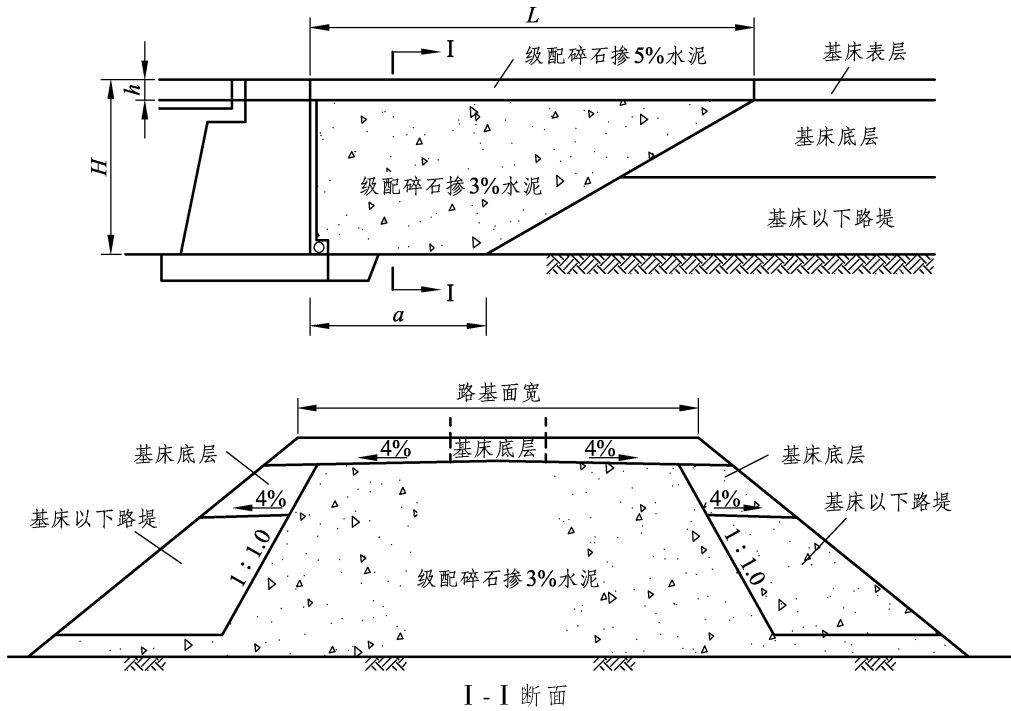 L
I
级配碎石掺5%水泥
基床表层
h
H
基床底层
级配碎石掺3%水泥
基床以下路堤
I
a
路基面宽
基床底层
4%
基床底层
4%
基床底层
4%
4%
基床以下路堤
基床以下路堤
1:1.0
1:1.0
级配碎石掺3%水泥
I - I 断面